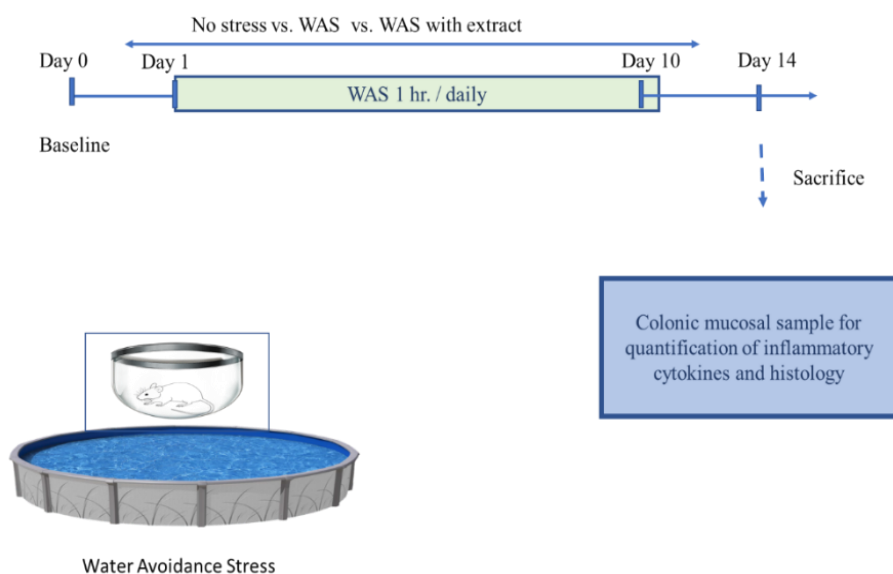 No stress vs. WAS  vs. WAS with extract
Day 0
Day 1
Day 10
Day 14
WAS 1 hr. / daily
Baseline
Sacrifice
Colonic mucosal sample for
quantification of inflammatory
cytokines and histology
Water Avoidance Stress